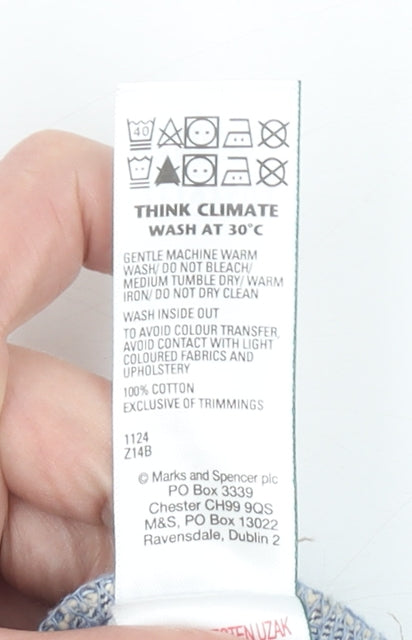 40
THINK CLIMATE
WASH AT 30°C
GENTLE MACHINE WARM
WASH/ DO NOT BLEACH/
MEDIUM TUMBLE DRY/ WARM
IRON/ DO NOT DRY CLEAN
WASH INSIDE OUT
TO AVOID COLOUR TRANSFER,
AVOID CONTACT WITH LIGHT
COLOURED FABRICS AND
UPHOLSTERY
100% COTTON
EXCLUSIVE OF TRIMMINGS
1124
Z14B
© Marks and Spencer plc
PO Box 3339
Chester CH99 9QS
M&S, PO Box 13022
Ravensdale, Dublin 2
UZAK